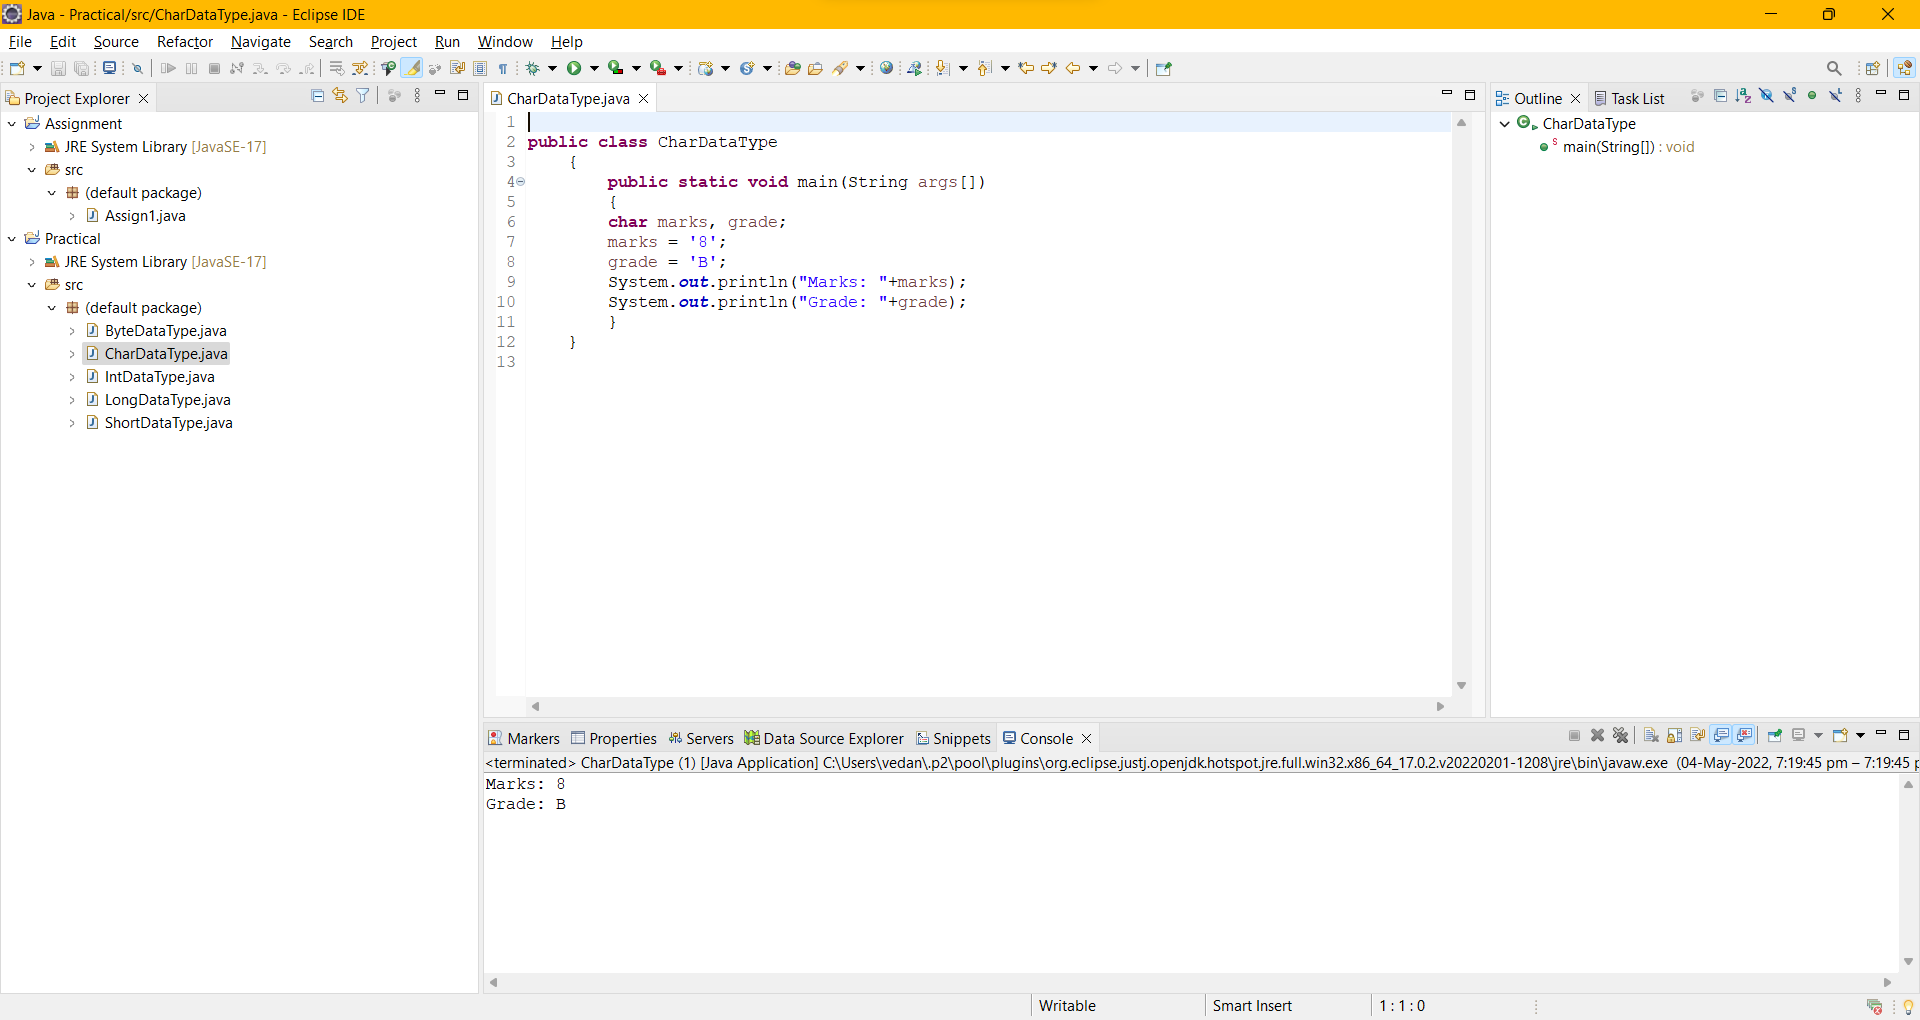 Java - Practical/src/CharDataType.java - Eclipse IDE
File Edit Source Refactor Navigate Search Project Run Window Help
Project Explorer
Assignment
JRE System Library [JavaSE-17]
src
(default package)
Assign1.java
Practical
JRE System Library [JavaSE-17]
src
(default package)
ByteDataType.java
CharDataType.java
IntDataType.java
LongDataType.java
ShortDataType.java
CharDataType.java
1
2 public class CharDataType
3 {
4 public static void main(String args[])
5 {
6 char marks, grade;
7 marks = '8';
8 grade = 'B';
9 System.out.println("Marks: "+marks);
10 System.out.println("Grade: "+grade);
11 }
12 }
13
Outline Task List
CharDataType
main(String[]) : void
Markers Properties Servers Data Source Explorer Snippets Console
<terminated> CharDataType (1) [Java Application] C:\Users\vedan\.p2\pool\plugins\org.eclipse.justj.openjdk.hotspot.jre.full.win32.x86_64_17.0.2.v20220201-1208\jre\bin\javaw.exe (04-May-2022, 7:19:45 pm – 7:19:45 p
Marks: 8
Grade: B
Writable Smart Insert 1 : 1 : 0